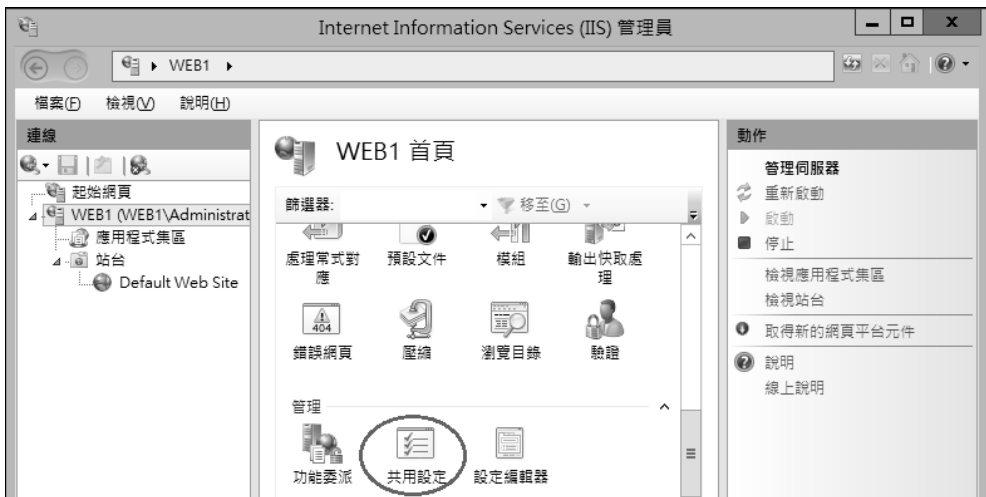 Internet Information Services (IIS) 管理員
WEB1
檔案(F) 檢視(V) 說明(H)
連線
起始網頁
WEB1 (WEB1\Administrat
應用程式集區
站台
Default Web Site
WEB1 首頁
篩選器: 移至(G)
處理常式對應 預設文件 模組 輸出快取處理
404
錯誤網頁 壓縮 瀏覽目錄 驗證
管理
功能委派 共用設定 設定編輯器
動作
管理伺服器
重新啟動
啟動
停止
檢視應用程式集區
檢視站台
取得新的網頁平台元件
說明
線上說明